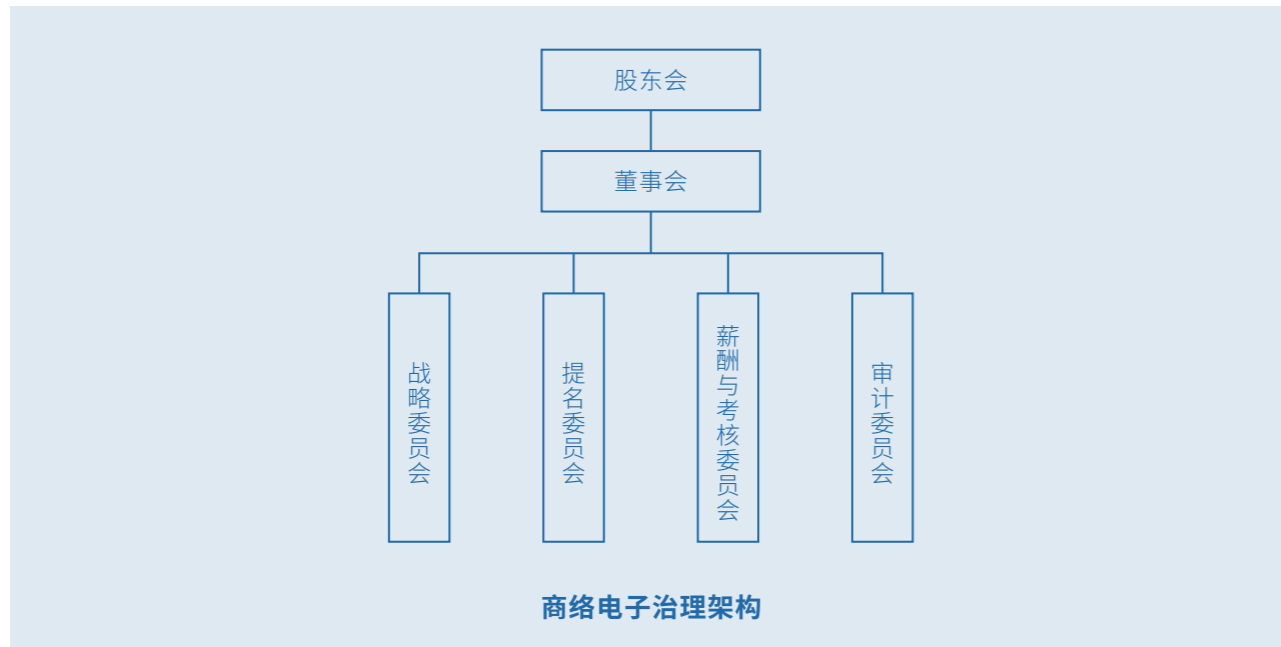 股东会
董事会
战略委员会
提名委员会
薪酬与考核委员会
审计委员会
商络电子治理架构